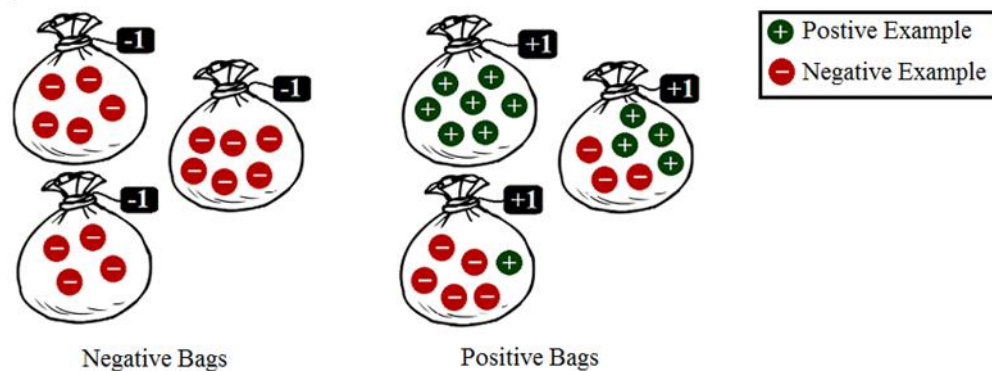 -1
-1
-1
+1
+1
+1
+ Postive Example
− Negative Example
Negative Bags
Positive Bags